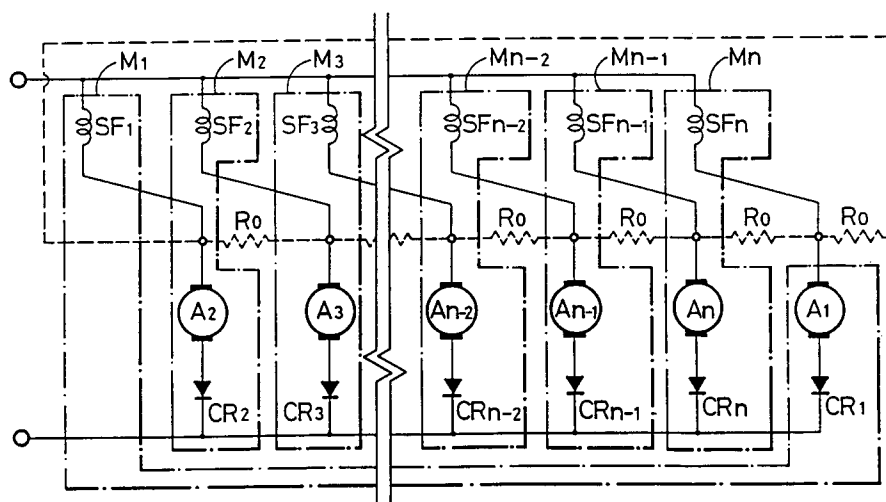 M1 M2 M3 Mn-2 Mn-1 Mn
SF1 SF2 SF3 SFn-2 SFn-1 SFn
R0 R0 R0 R0 R0
A2 A3 An-2 An-1 An A1
CR2 CR3 CRn-2 CRn-1 CRn CR1